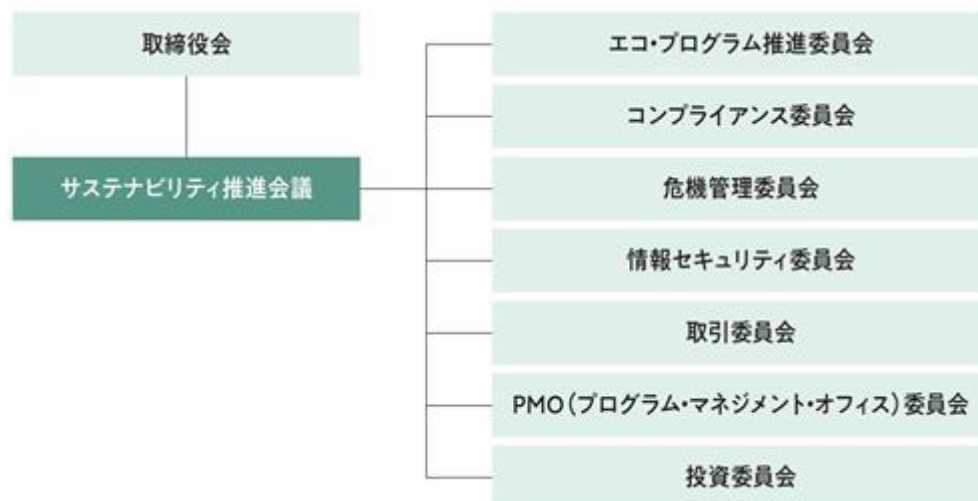 取締役会
サステナビリティ推進会議
エコ・プログラム推進委員会
コンプライアンス委員会
危機管理委員会
情報セキュリティ委員会
取引委員会
PMO(プログラム・マネジメント・オフィス)委員会
投資委員会